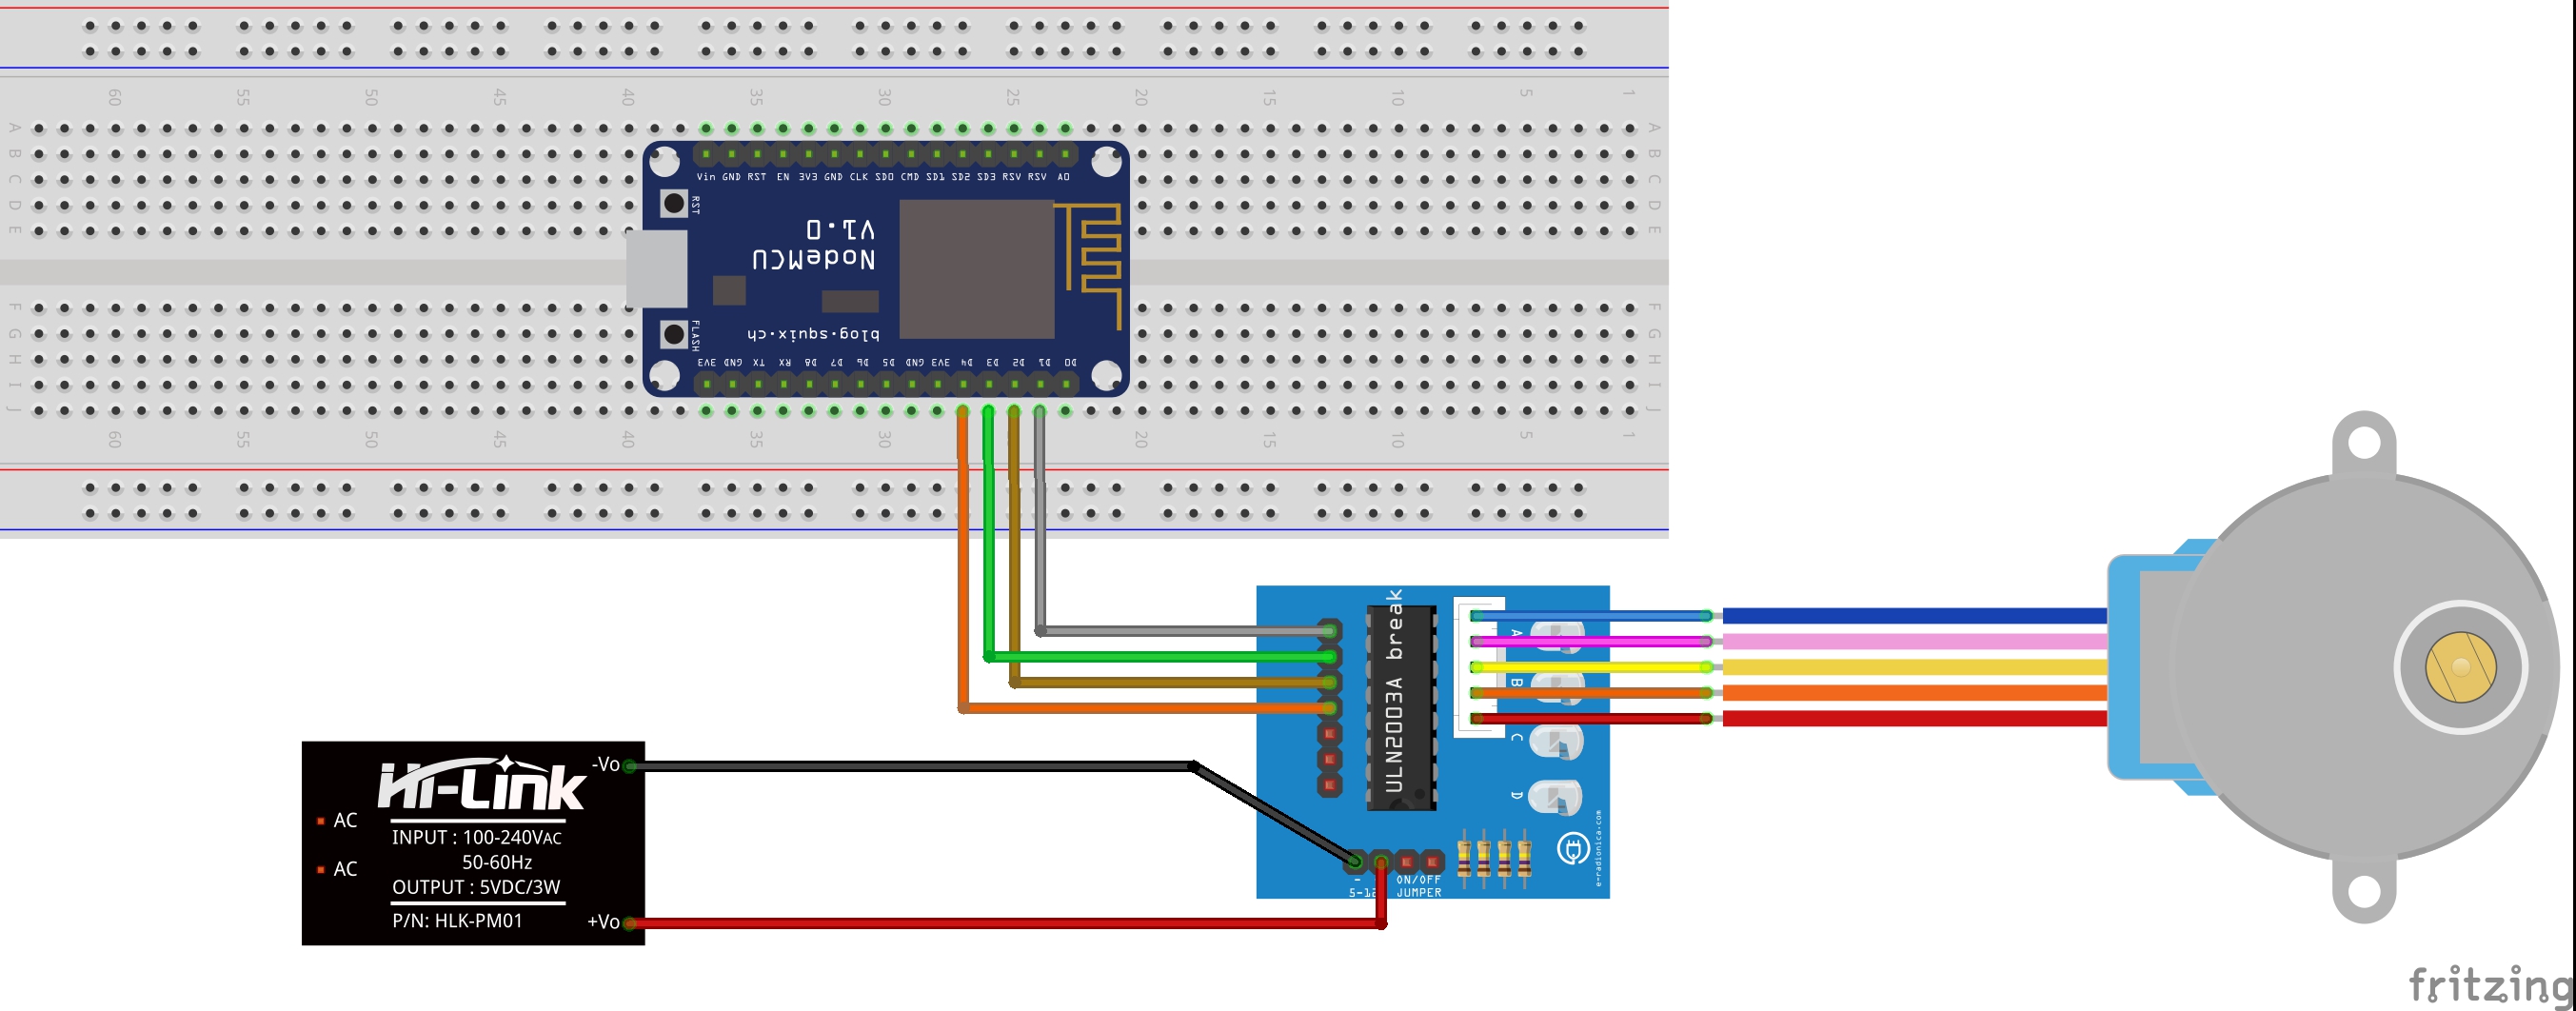 60 55 50 45 40 35 30 25 20 15 10 5 1
A A
B B
C C
D D
E E
Vin GND RST EN 3V3 GND CLK SD0 CMD SD1 SD2 SD3 RSV RSV A0
RST
NodeMCU
V1.0
FLASH
blog.squix.ch
3V3 GND TX RX D8 D7 D6 D5 GND 3V3 D4 D3 D2 D1 D0
F F
G G
H H
I I
J J
60 55 50 45 40 35 30 25 20 15 10 5 1
ULN2003A break
A
B
C
D
e-radionica.com
-
5-12
ON/OFF
JUMPER
Hi-Link
-Vo
AC
AC
INPUT : 100-240VAC
50-60Hz
OUTPUT : 5VDC/3W
P/N: HLK-PM01
+Vo
fritzing